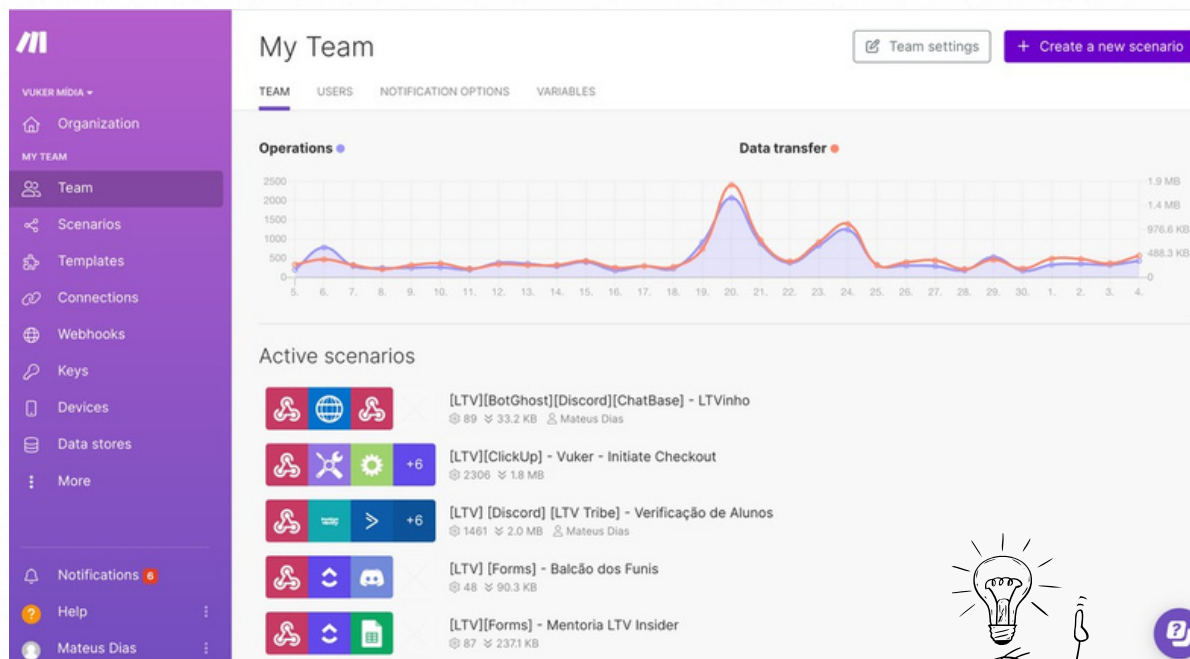 My Team
Team settings
+ Create a new scenario
VUKER MÍDIA
TEAM USERS NOTIFICATION OPTIONS VARIABLES
Organization
MY TEAM
Team
Scenarios
Templates
Connections
Webhooks
Keys
Devices
Data stores
More
Notifications 6
Help
Mateus Dias
Operations Data transfer
2500 1.9 MB
2000 1.4 MB
1500 976.6 KB
1000 488.3 KB
500
0 0
5. 6. 7. 8. 9. 10. 11. 12. 13. 14. 15. 16. 17. 18. 19. 20. 21. 22. 23. 24. 25. 26. 27. 28. 29. 30. 1. 2. 3. 4.
Active scenarios
[LTV][BotGhost][Discord][ChatBase] - LTVinho
89 33.2 KB Mateus Dias
+6
[LTV][ClickUp] - Vuker - Initiate Checkout
2306 1.8 MB
+6
[LTV] [Discord] [LTV Tribe] - Verificação de Alunos
1461 2.0 MB Mateus Dias
[LTV] [Forms] - Balcão dos Funis
48 90.3 KB
[LTV][Forms] - Mentoria LTV Insider
87 237.1 KB